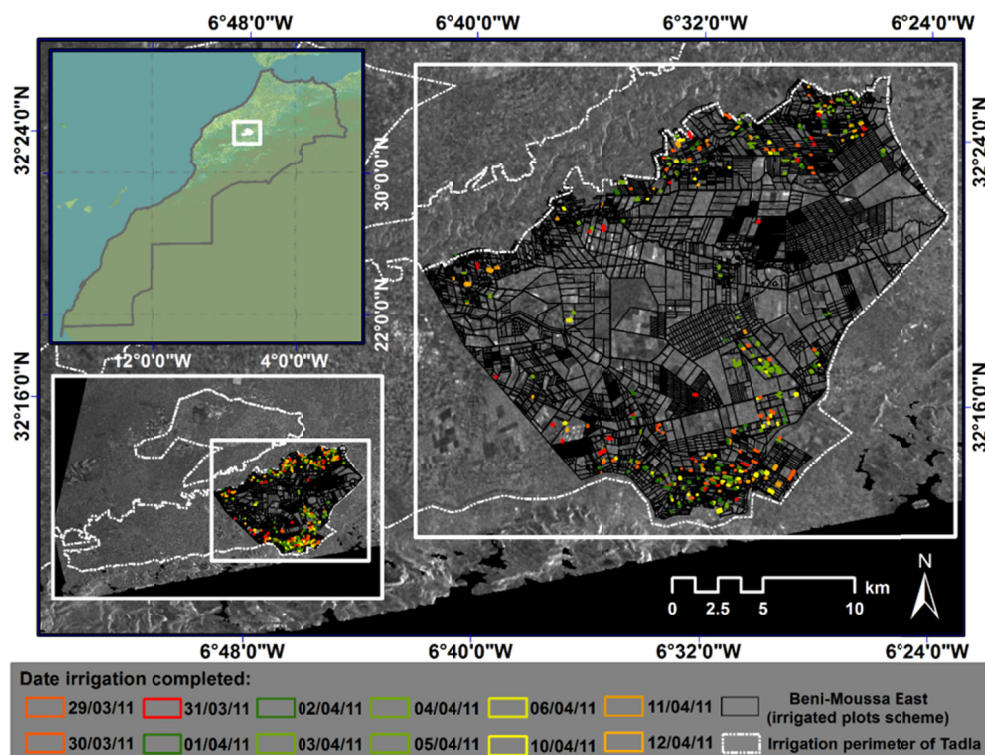 6°48'0"W 6°40'0"W 6°32'0"W 6°24'0"W
32°24'0"N
32°24'0"N
30°0'0"N
22°0'0"N
12°0'0"W 4°0'0"W
32°16'0"N
32°16'0"N
N
km
0 2.5 5 10
6°48'0"W 6°40'0"W 6°32'0"W 6°24'0"W
Date irrigation completed:
29/03/11 31/03/11 02/04/11 04/04/11 06/04/11 11/04/11 Beni-Moussa East
(irrigated plots scheme)
30/03/11 01/04/11 03/04/11 05/04/11 10/04/11 12/04/11 Irrigation perimeter of Tadla